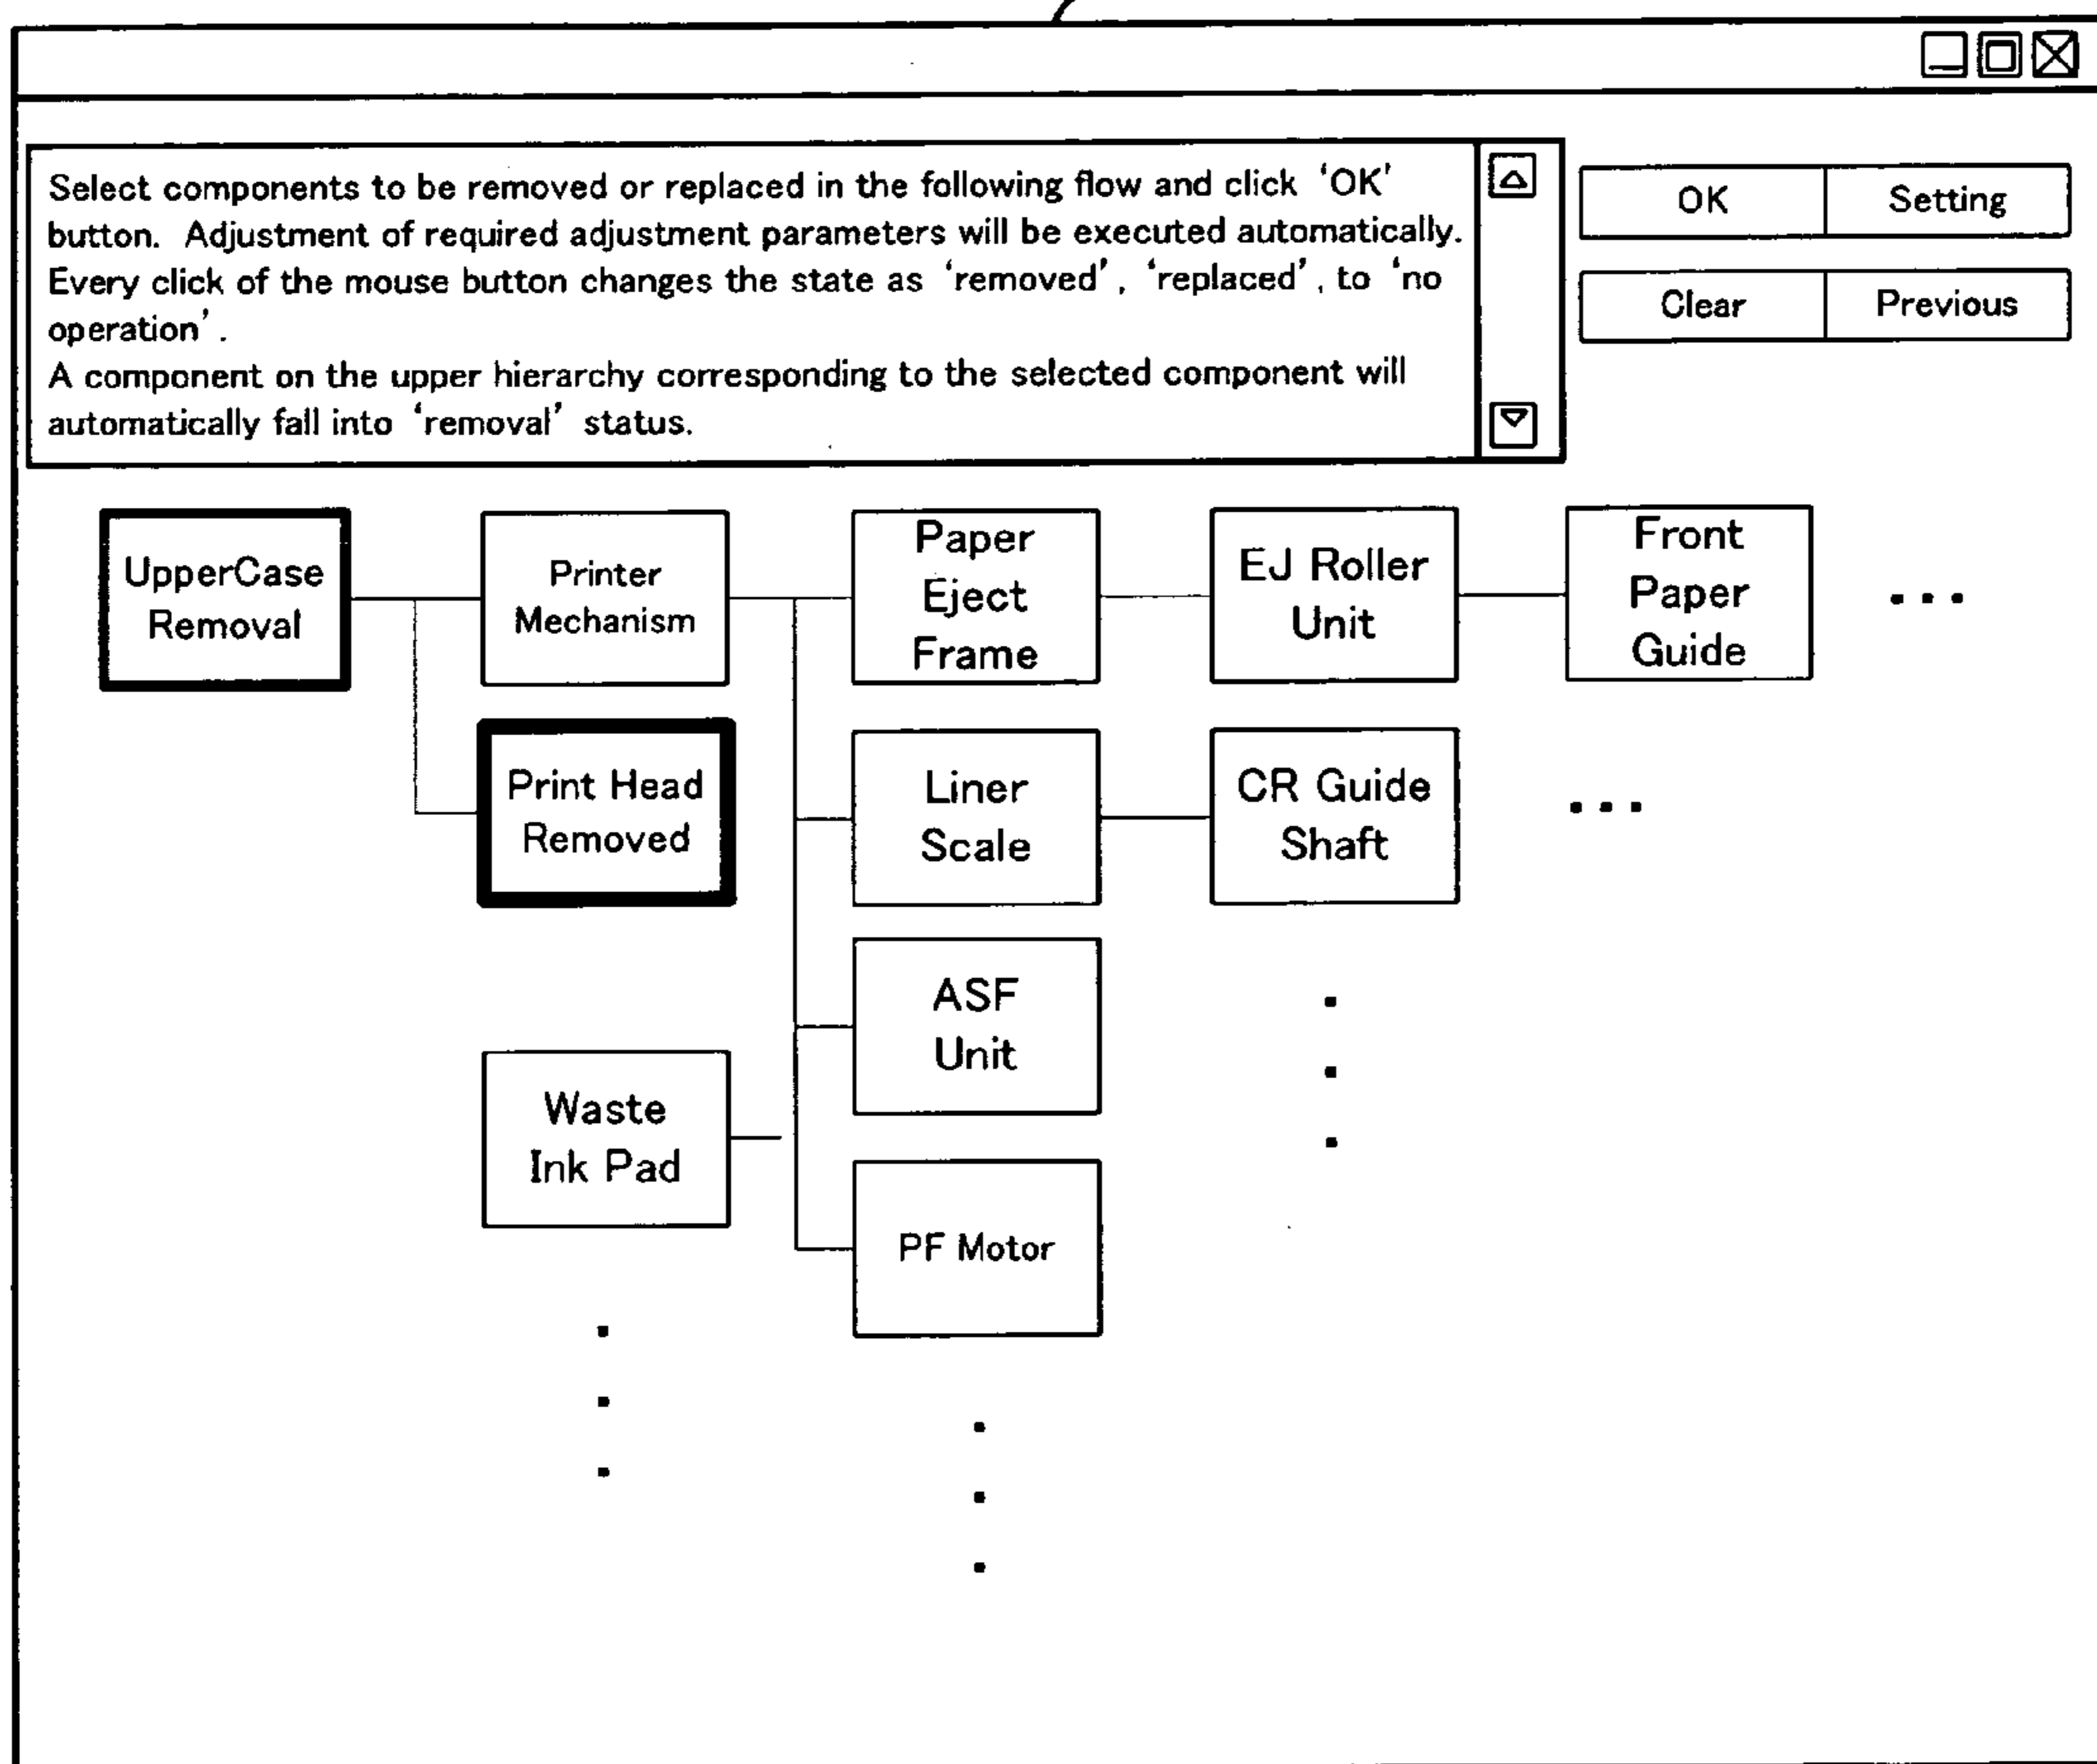 Select components to be removed or replaced in the following flow and click 'OK'
button. Adjustment of required adjustment parameters will be executed automatically.
Every click of the mouse button changes the state as 'removed', 'replaced', to 'no
operation'.
A component on the upper hierarchy corresponding to the selected component will
automatically fall into 'removal' status.
OK
Setting
Clear
Previous
UpperCase
Removal
Printer
Mechanism
Paper
Eject
Frame
EJ Roller
Unit
Front
Paper
Guide
...
Print Head
Removed
Liner
Scale
CR Guide
Shaft
...
ASF
Unit
Waste
Ink Pad
PF Motor